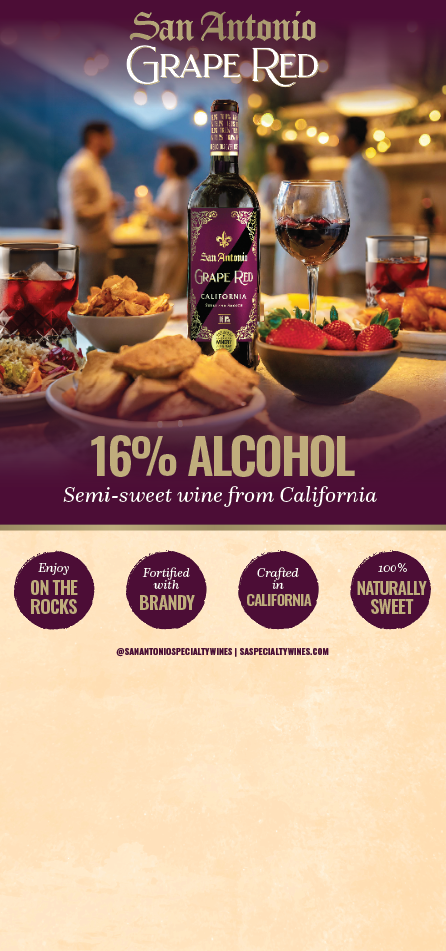 San Antonio
GRAPE RED
San Antonio
GRAPE RED
CALIFORNIA
16% ALCOHOL
Semi-sweet wine from California
Enjoy
ON THE
ROCKS
Fortified
with
BRANDY
Crafted
in
CALIFORNIA
100%
NATURALLY
SWEET
@SANANTONIOSPECIALTYWINES | SASPECIALTYWINES.COM